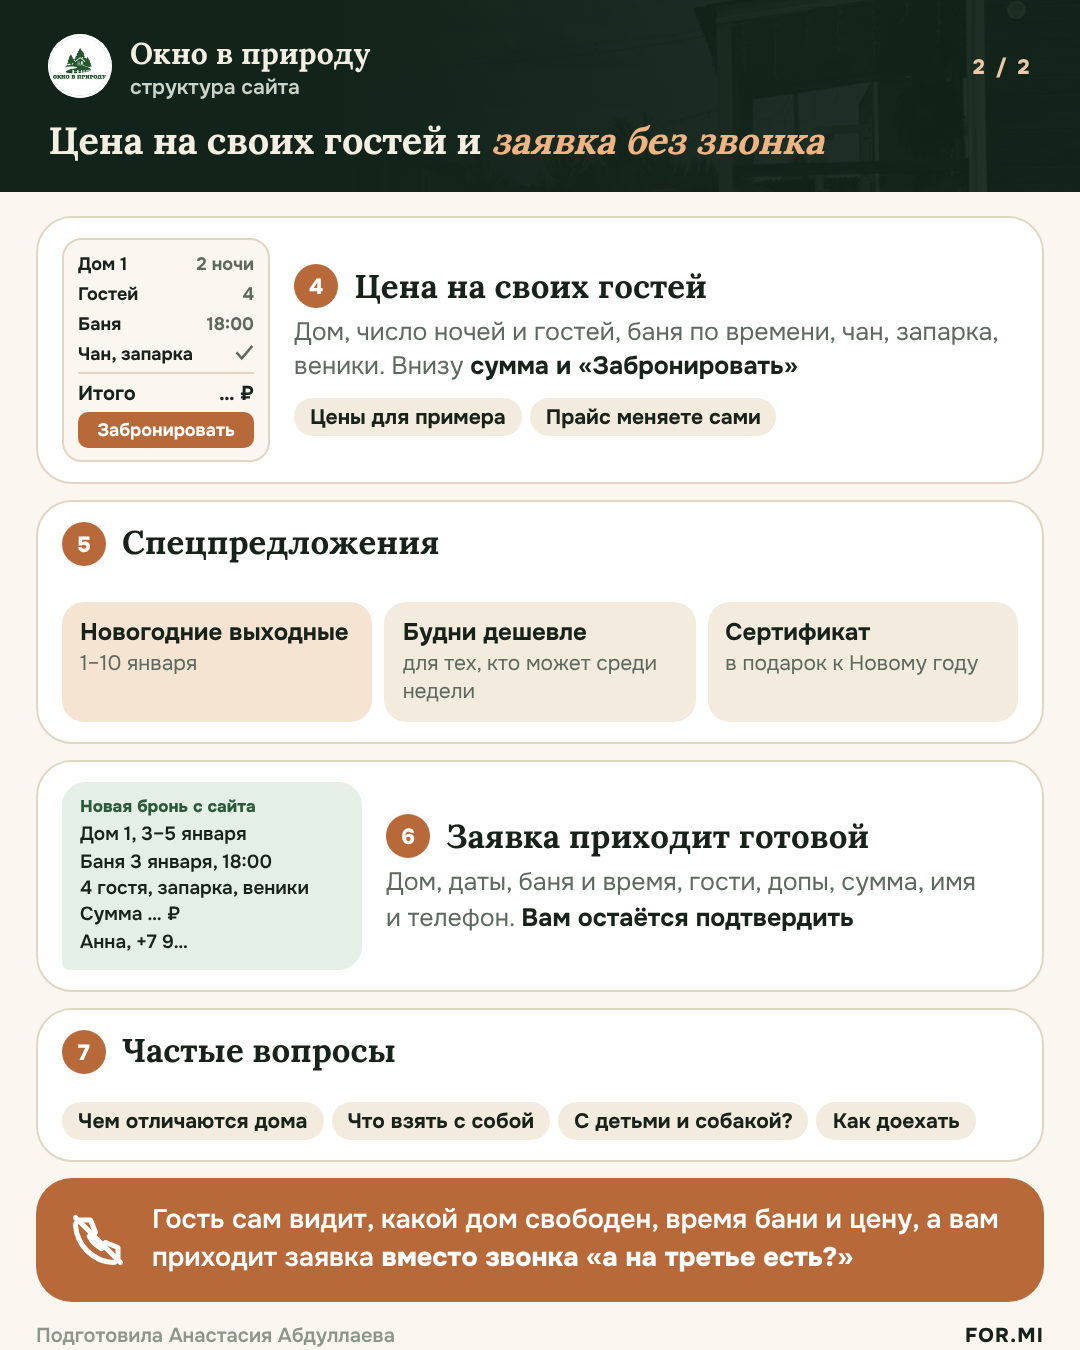 ОКНО В ПРИРОДУ
Окно в природу
структура сайта
2 / 2
Цена на своих гостей и заявка без звонка
Дом 1 2 ночи
Гостей 4
Баня 18:00
Чан, запарка ✓
Итого ... ₽
Забронировать
4 Цена на своих гостей
Дом, число ночей и гостей, баня по времени, чан, запарка,
веники. Внизу сумма и «Забронировать»
Цены для примера Прайс меняете сами
5 Спецпредложения
Новогодние выходные
1–10 января
Будни дешевле
для тех, кто может среди
недели
Сертификат
в подарок к Новому году
Новая бронь с сайта
Дом 1, 3–5 января
Баня 3 января, 18:00
4 гостя, запарка, веники
Сумма ... ₽
Анна, +7 9...
6 Заявка приходит готовой
Дом, даты, баня и время, гости, допы, сумма, имя
и телефон. Вам остаётся подтвердить
7 Частые вопросы
Чем отличаются дома Что взять с собой С детьми и собакой? Как доехать
Гость сам видит, какой дом свободен, время бани и цену, а вам
приходит заявка вместо звонка «а на третье есть?»
Подготовила Анастасия Абдуллаева
FOR.MI